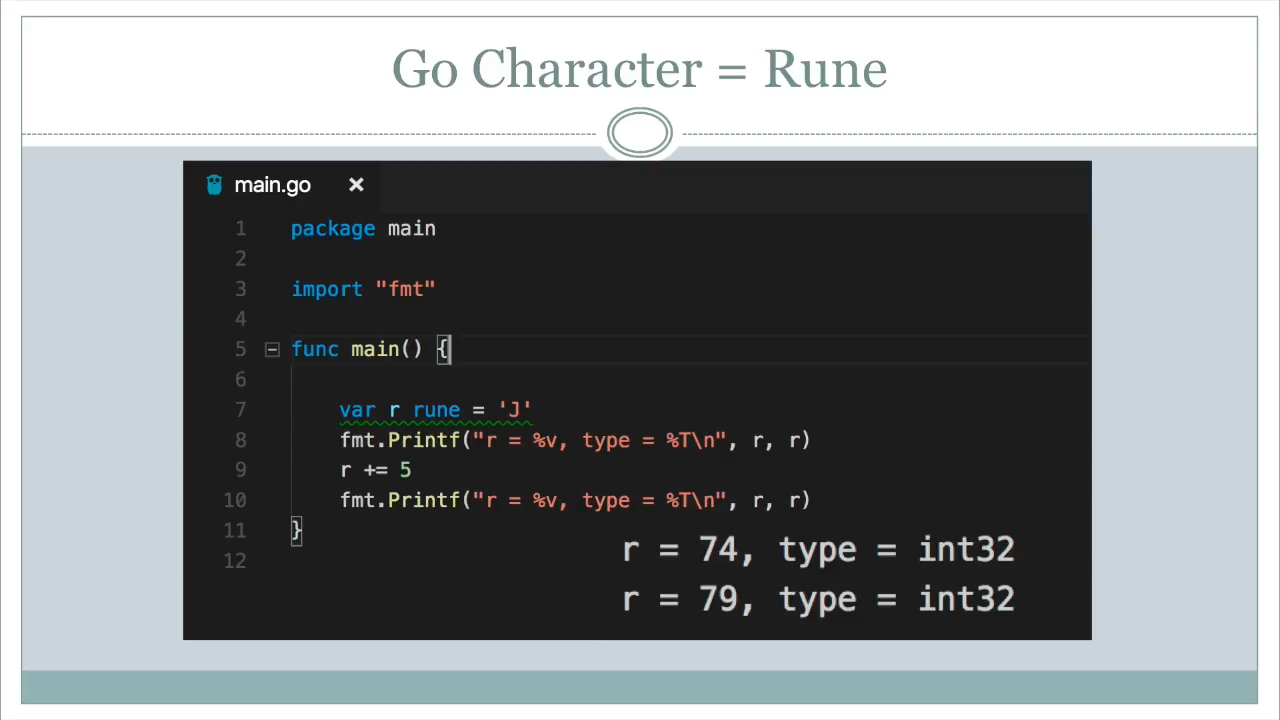 Go Character = Rune
main.go ×
1 package main
2
3 import "fmt"
4
5 func main() {
6
7 var r rune = 'J'
8 fmt.Printf("r = %v, type = %T\n", r, r)
9 r += 5
10 fmt.Printf("r = %v, type = %T\n", r, r)
11 }
12
r = 74, type = int32
r = 79, type = int32